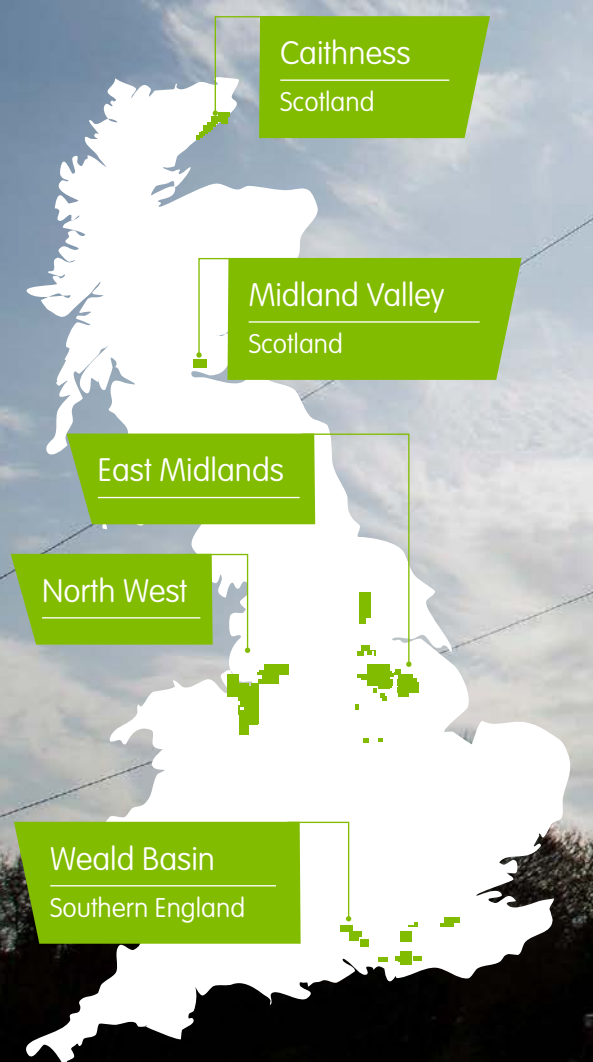 Caithness
Scotland
Midland Valley
Scotland
East Midlands
North West
Weald Basin
Southern England